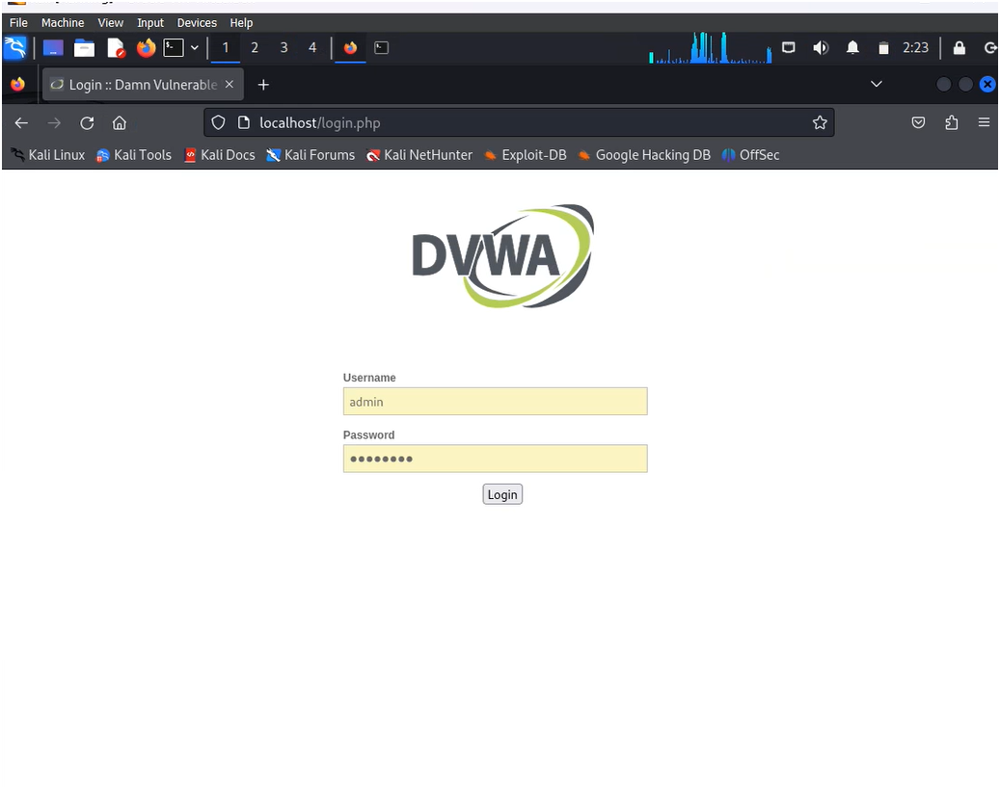 File Machine View Input Devices Help
1 2 3 4 2:23
Login :: Damn Vulnerable
localhost/login.php
Kali Linux Kali Tools Kali Docs Kali Forums Kali NetHunter Exploit-DB Google Hacking DB OffSec
DVWA
Username
admin
Password
••••••••
Login